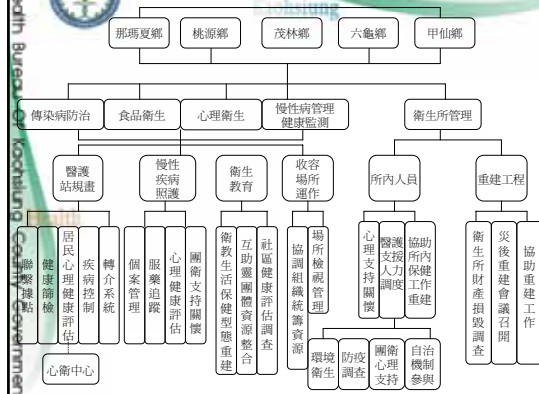 Kaohsiung
Health Bureau Of Kaohsiung County Government
Health
那瑪夏鄉
桃源鄉
茂林鄉
六龜鄉
甲仙鄉
傳染病防治
食品衛生
心理衛生
慢性病管理
健康監測
衛生所管理
醫護
站規畫
慢性
疾病
照護
衛生
教育
收容
場所
運作
所內人員
重建工程
聯繫據點
健康篩檢
居民心理健康評估
疾病控制
轉介系統
個案管理
服藥追蹤
心理健康評估
團衛支持關懷
衛教生活保健型態重建
互助靈團體資源整合
社區健康評估調查
協調組織統籌資源
場所檢視管理
心理支持關懷
醫護
支援
人力
調度
協助
所內
保健
工作
重建
衛生所財產損毀調查
災後重建會議召開
協助重建工作
心衛中心
環境
衛生
防疫
調查
團衛
心理
支持
自治
機制
參與